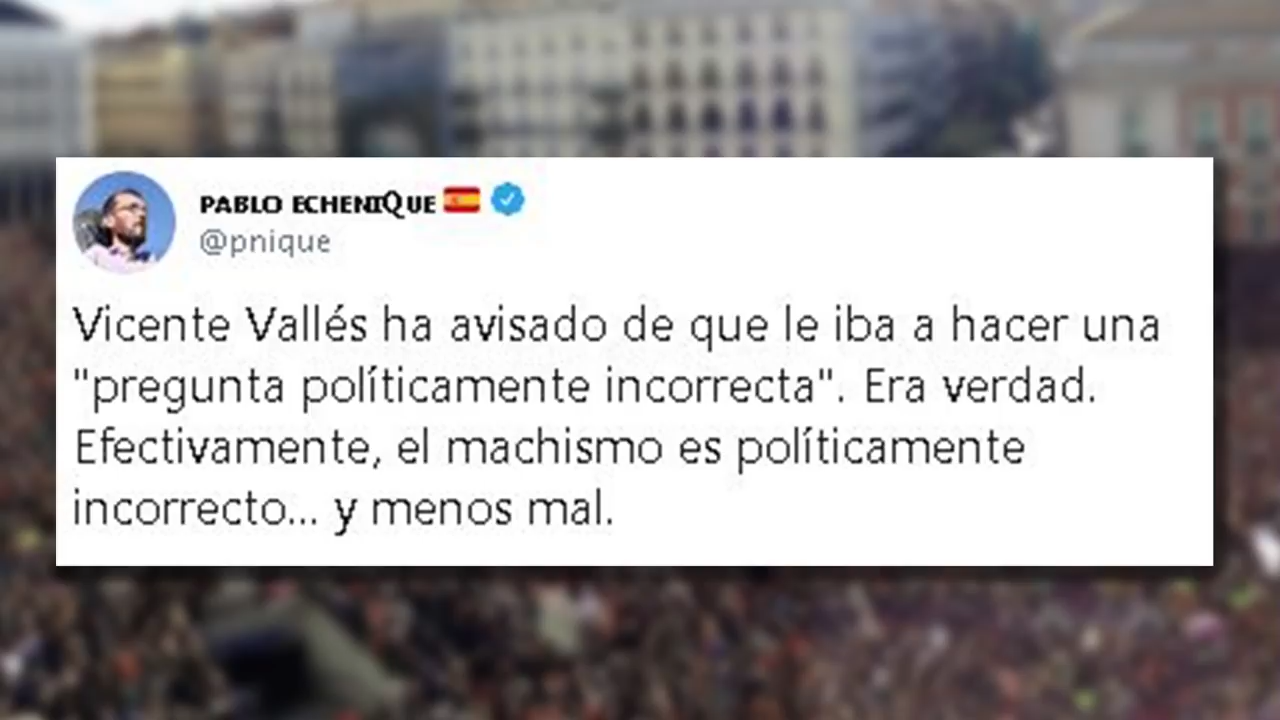 PABLO ECHENIQUE 🇪🇸
@pnique
Vicente Vallés ha avisado de que le iba a hacer una
"pregunta políticamente incorrecta". Era verdad.
Efectivamente, el machismo es políticamente
incorrecto... y menos mal.